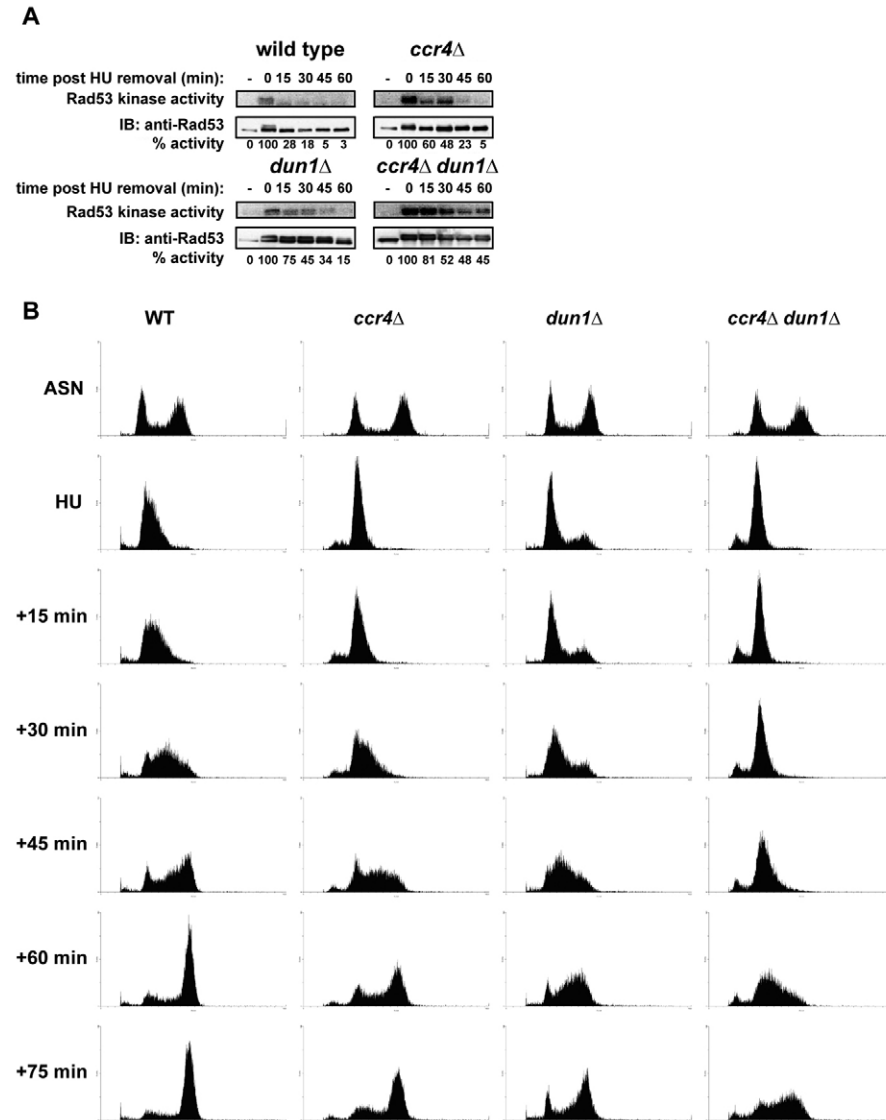 A
wild type
ccr4Δ
time post HU removal (min): - 0 15 30 45 60 - 0 15 30 45 60
Rad53 kinase activity
IB: anti-Rad53
% activity 0 100 28 18 5 3 0 100 60 48 23 5
dun1Δ
ccr4Δ dun1Δ
time post HU removal (min): - 0 15 30 45 60 - 0 15 30 45 60
Rad53 kinase activity
IB: anti-Rad53
% activity 0 100 75 45 34 15 0 100 81 52 48 45
B
WT
ccr4Δ
dun1Δ
ccr4Δ dun1Δ
ASN
HU
+15 min
+30 min
+45 min
+60 min
+75 min